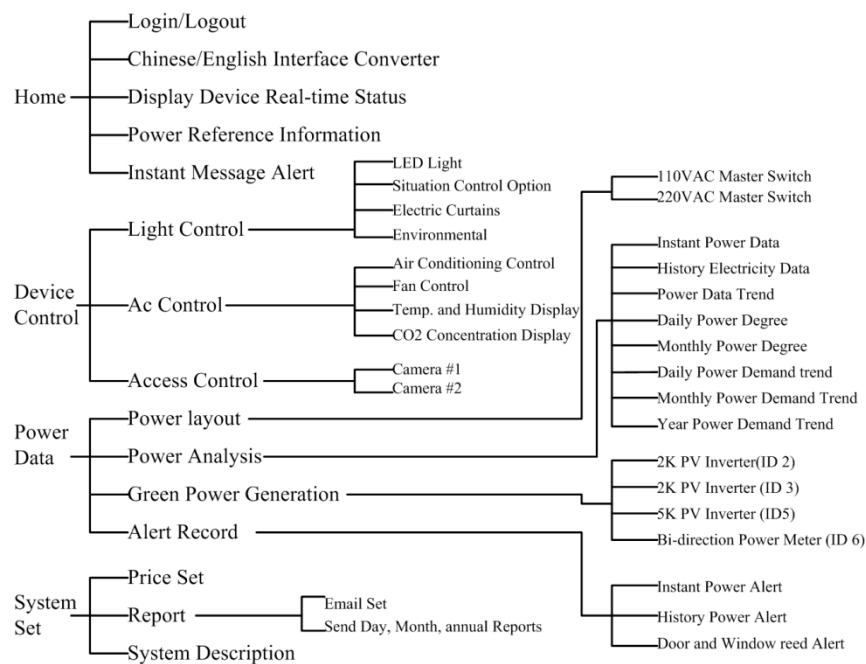 Home
Login/Logout
Chinese/English Interface Converter
Display Device Real-time Status
Power Reference Information
Instant Message Alert
Device
Control
Light Control
LED Light
Situation Control Option
Electric Curtains
Environmental
Ac Control
Air Conditioning Control
Fan Control
Temp. and Humidity Display
CO2 Concentration Display
Access Control
Camera #1
Camera #2
Power
Data
Power layout
110VAC Master Switch
220VAC Master Switch
Power Analysis
Instant Power Data
History Electricity Data
Power Data Trend
Daily Power Degree
Monthly Power Degree
Daily Power Demand trend
Monthly Power Demand Trend
Year Power Demand Trend
Green Power Generation
2K PV Inverter(ID 2)
2K PV Inverter (ID 3)
5K PV Inverter (ID5)
Bi-direction Power Meter (ID 6)
Alert Record
Instant Power Alert
History Power Alert
Door and Window reed Alert
System
Set
Price Set
Report
Email Set
Send Day, Month, annual Reports
System Description